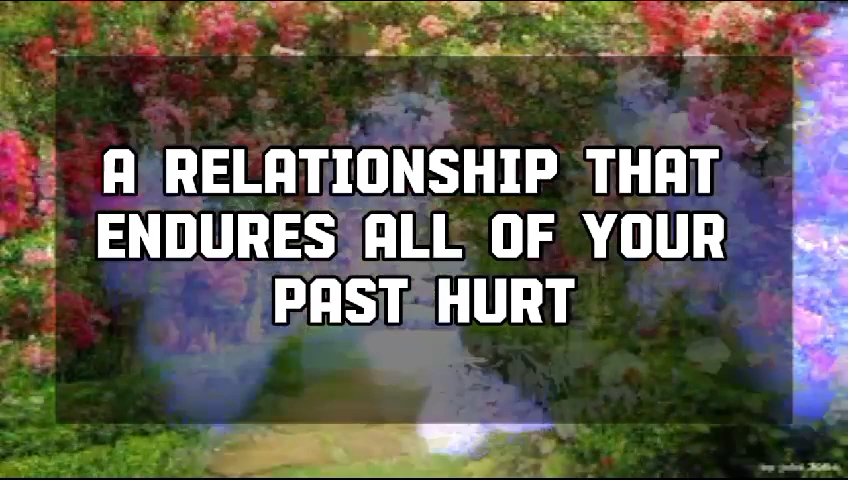 A RELATIONSHIP THAT
ENDURES ALL OF YOUR
PAST HURT